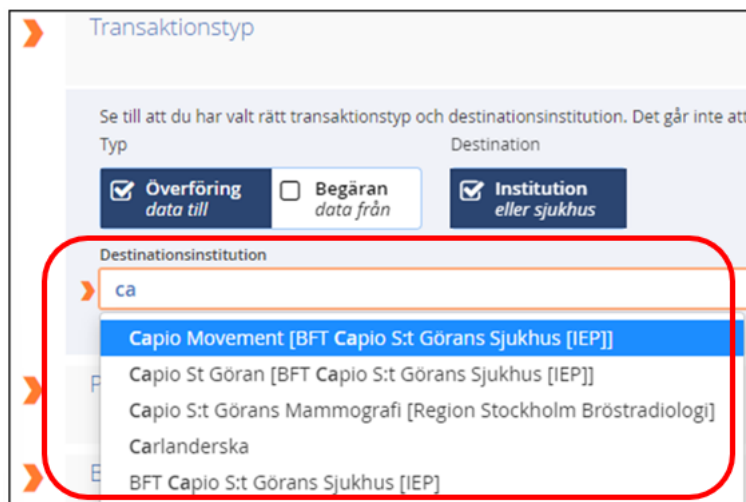 Transaktionstyp
Se till att du har valt rätt transaktionstyp och destinationsinstitution. Det går inte att
Typ
Destination
Överföring
data till
Begäran
data från
Institution
eller sjukhus
Destinationsinstitution
ca
Capio Movement [BFT Capio S:t Görans Sjukhus [IEP]]
Capio St Göran [BFT Capio S:t Görans Sjukhus [IEP]]
P
Capio S:t Görans Mammografi [Region Stockholm Bröstradiologi]
Carlanderska
B
BFT Capio S:t Görans Sjukhus [IEP]